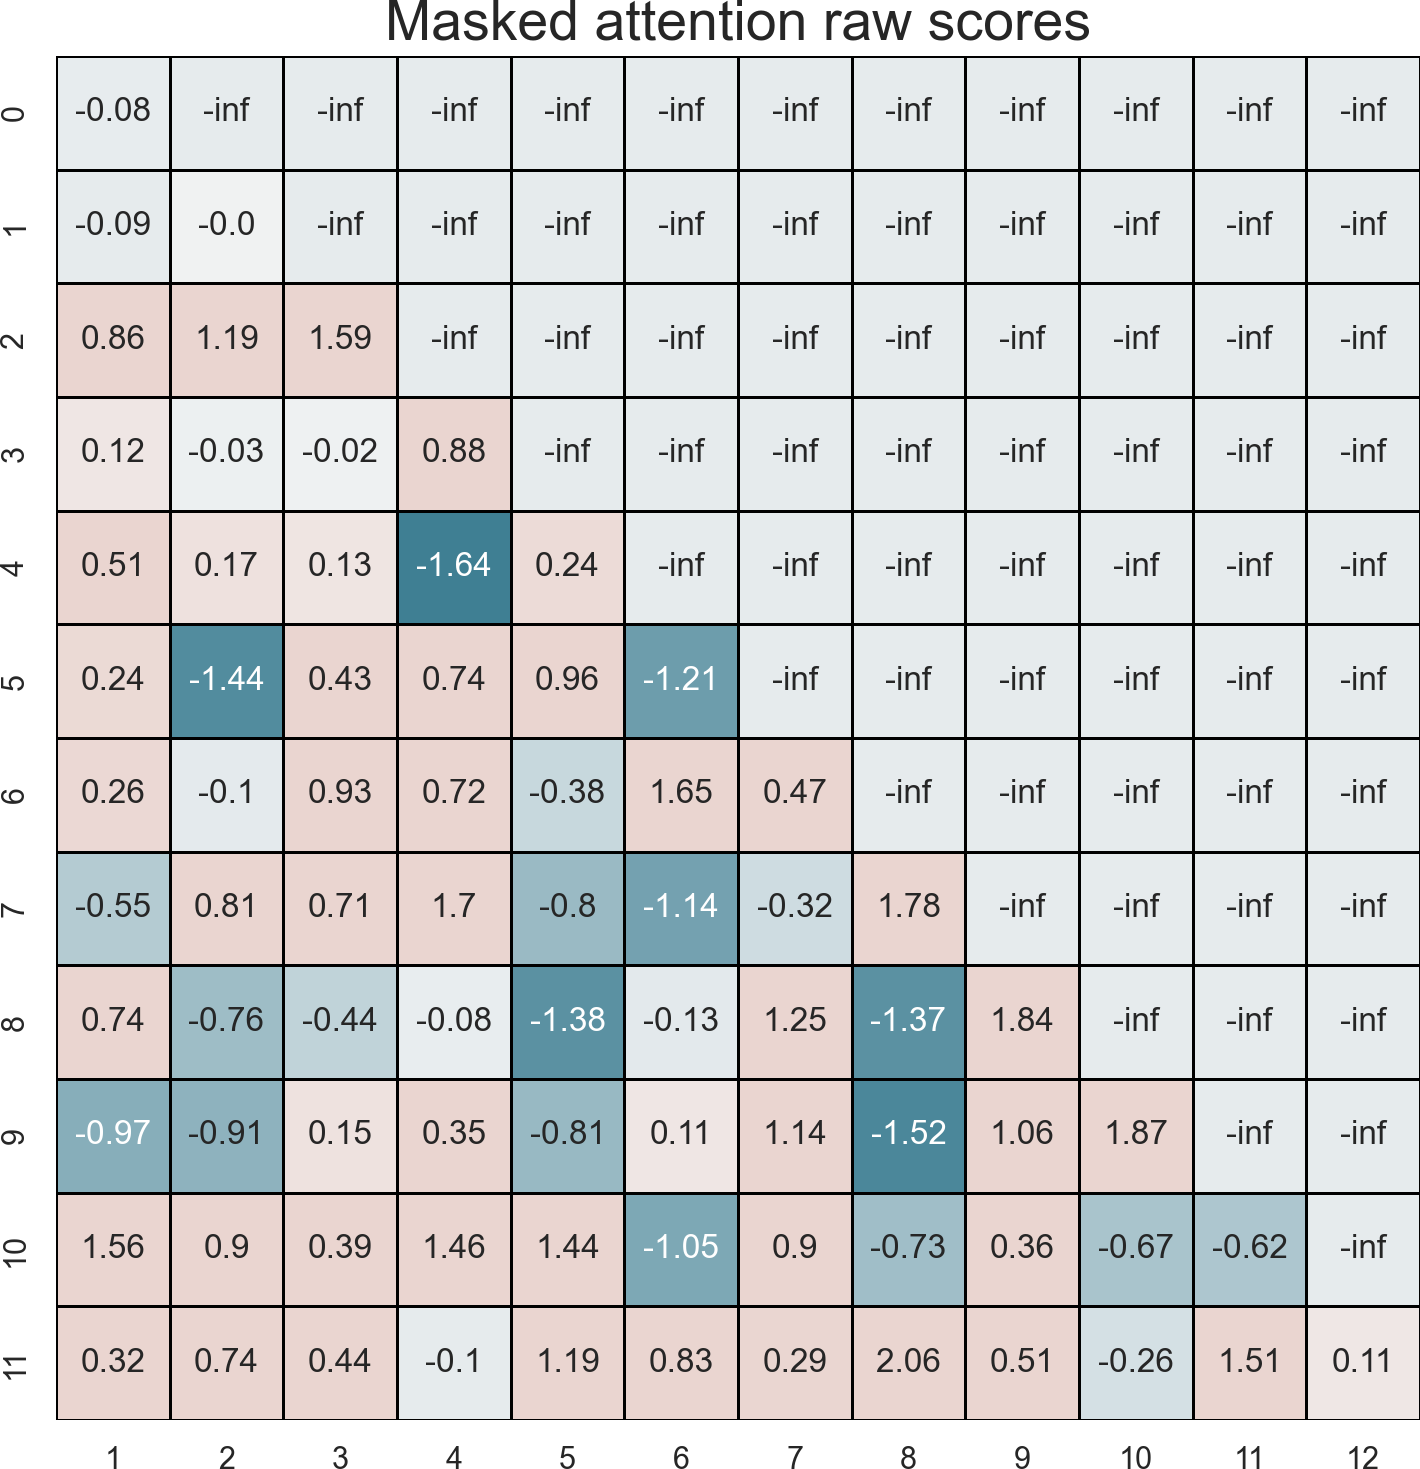 Masked attention raw scores
0 -0.08 -inf -inf -inf -inf -inf -inf -inf -inf -inf -inf -inf
1 -0.09 -0.0 -inf -inf -inf -inf -inf -inf -inf -inf -inf -inf
2 0.86 1.19 1.59 -inf -inf -inf -inf -inf -inf -inf -inf -inf
3 0.12 -0.03 -0.02 0.88 -inf -inf -inf -inf -inf -inf -inf -inf
4 0.51 0.17 0.13 -1.64 0.24 -inf -inf -inf -inf -inf -inf -inf
5 0.24 -1.44 0.43 0.74 0.96 -1.21 -inf -inf -inf -inf -inf -inf
6 0.26 -0.1 0.93 0.72 -0.38 1.65 0.47 -inf -inf -inf -inf -inf
7 -0.55 0.81 0.71 1.7 -0.8 -1.14 -0.32 1.78 -inf -inf -inf -inf
8 0.74 -0.76 -0.44 -0.08 -1.38 -0.13 1.25 -1.37 1.84 -inf -inf -inf
9 -0.97 -0.91 0.15 0.35 -0.81 0.11 1.14 -1.52 1.06 1.87 -inf -inf
10 1.56 0.9 0.39 1.46 1.44 -1.05 0.9 -0.73 0.36 -0.67 -0.62 -inf
11 0.32 0.74 0.44 -0.1 1.19 0.83 0.29 2.06 0.51 -0.26 1.51 0.11
1 2 3 4 5 6 7 8 9 10 11 12